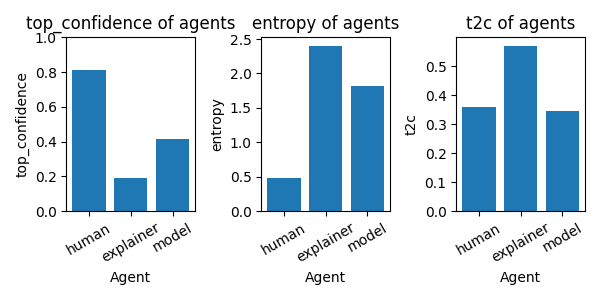 top_confidence of agents
top_confidence
1.0
0.8
0.6
0.4
0.2
0.0
human
explainer
model
Agent
entropy of agents
entropy
2.5
2.0
1.5
1.0
0.5
0.0
human
explainer
model
Agent
t2c of agents
t2c
0.5
0.4
0.3
0.2
0.1
0.0
human
explainer
model
Agent